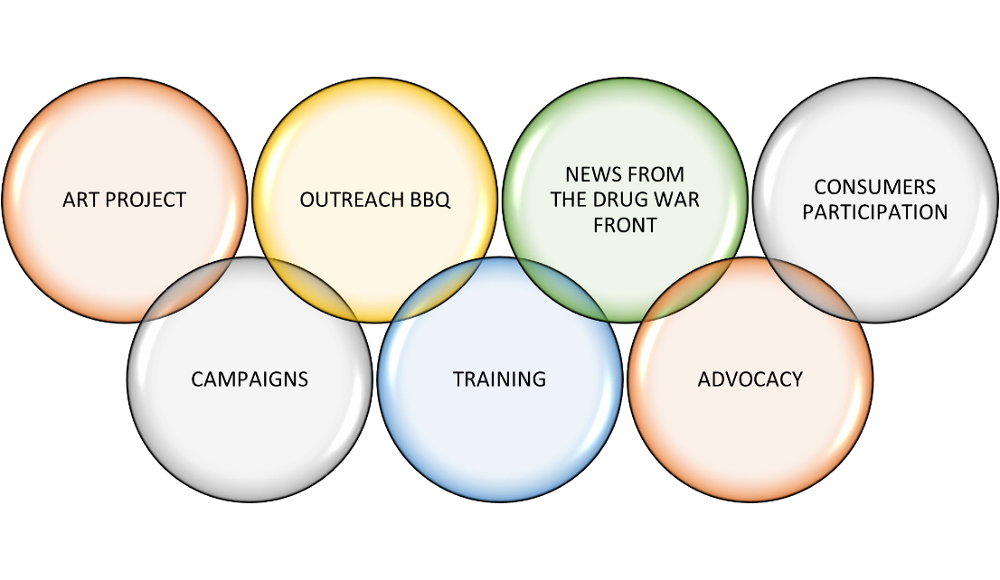 ART PROJECT
OUTREACH BBQ
NEWS FROM
THE DRUG WAR
FRONT
CONSUMERS
PARTICIPATION
CAMPAIGNS
TRAINING
ADVOCACY